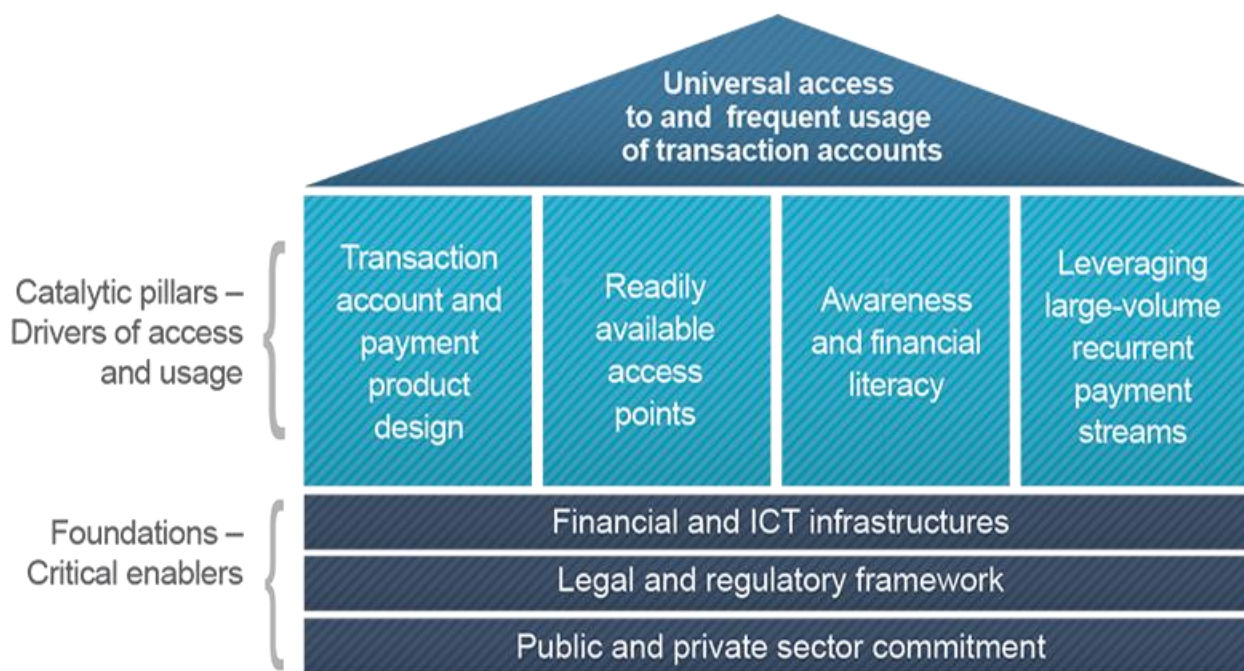 Universal access
to and frequent usage
of transaction accounts
Catalytic pillars –
Drivers of access
and usage
Transaction
account and
payment
product
design
Readily
available
access
points
Awareness
and financial
literacy
Leveraging
large-volume
recurrent
payment
streams
Foundations –
Critical enablers
Financial and ICT infrastructures
Legal and regulatory framework
Public and private sector commitment